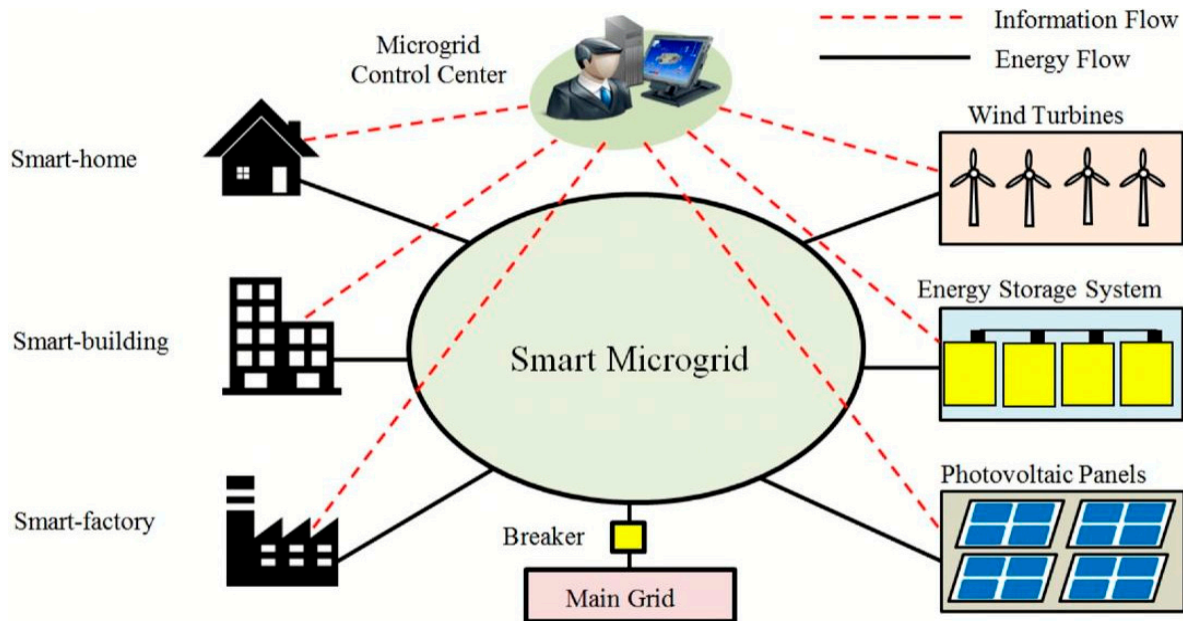 Microgrid
Control Center
Information Flow
Energy Flow
Wind Turbines
Smart-home
Energy Storage System
Smart-building
Smart Microgrid
Photovoltaic Panels
Smart-factory
Breaker
Main Grid